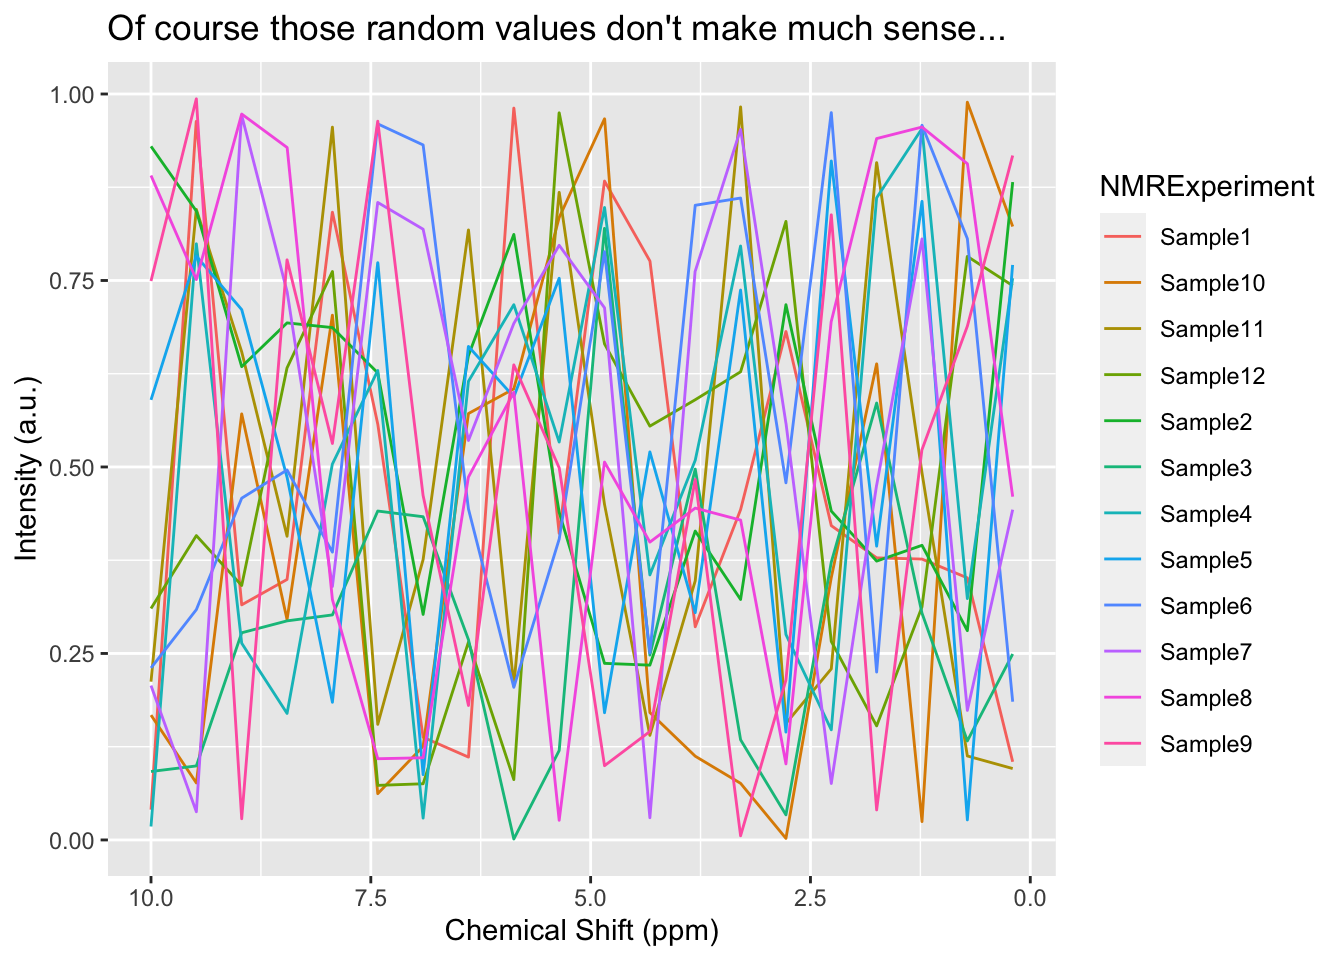 Of course those random values don't make much sense...
1.00
0.75
0.50
0.25
0.00
Intensity (a.u.)
10.0 7.5 5.0 2.5 0.0
Chemical Shift (ppm)
NMRExperiment
Sample1
Sample10
Sample11
Sample12
Sample2
Sample3
Sample4
Sample5
Sample6
Sample7
Sample8
Sample9